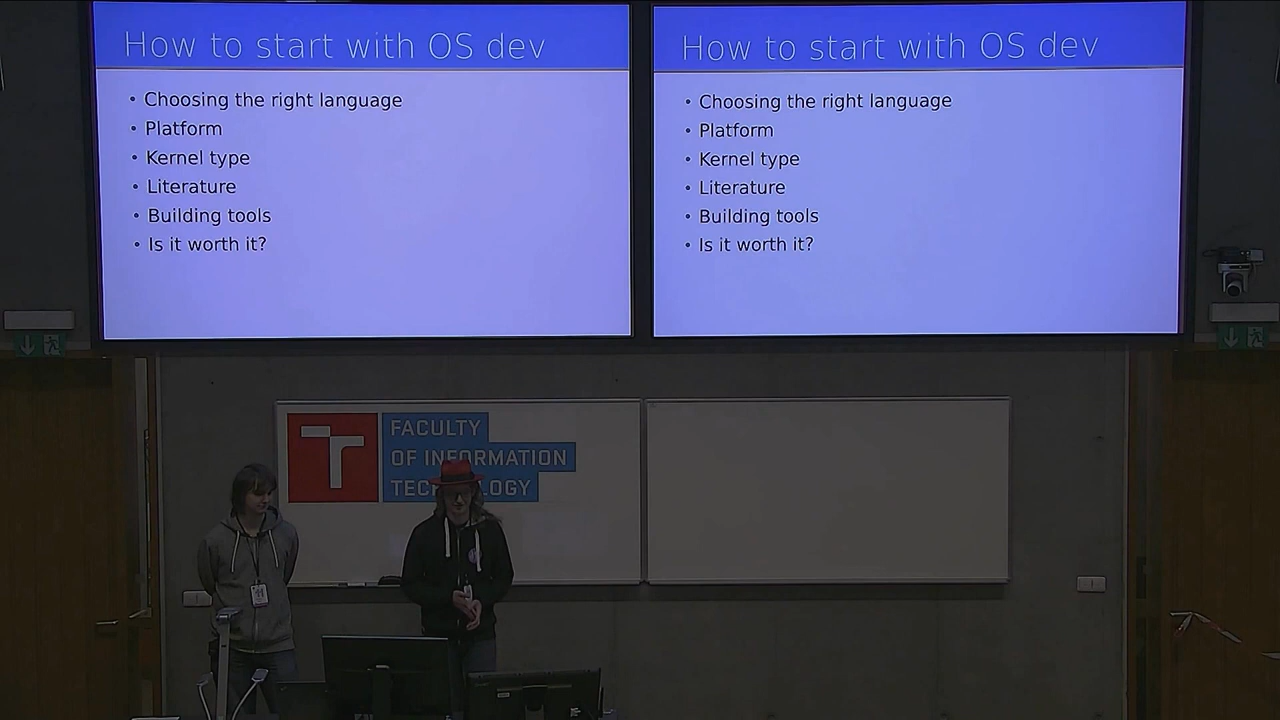 How to start with OS dev
• Choosing the right language
• Platform
• Kernel type
• Literature
• Building tools
• Is it worth it?
How to start with OS dev
• Choosing the right language
• Platform
• Kernel type
• Literature
• Building tools
• Is it worth it?
FACULTY
OF INFORMATION
TECHNOLOGY